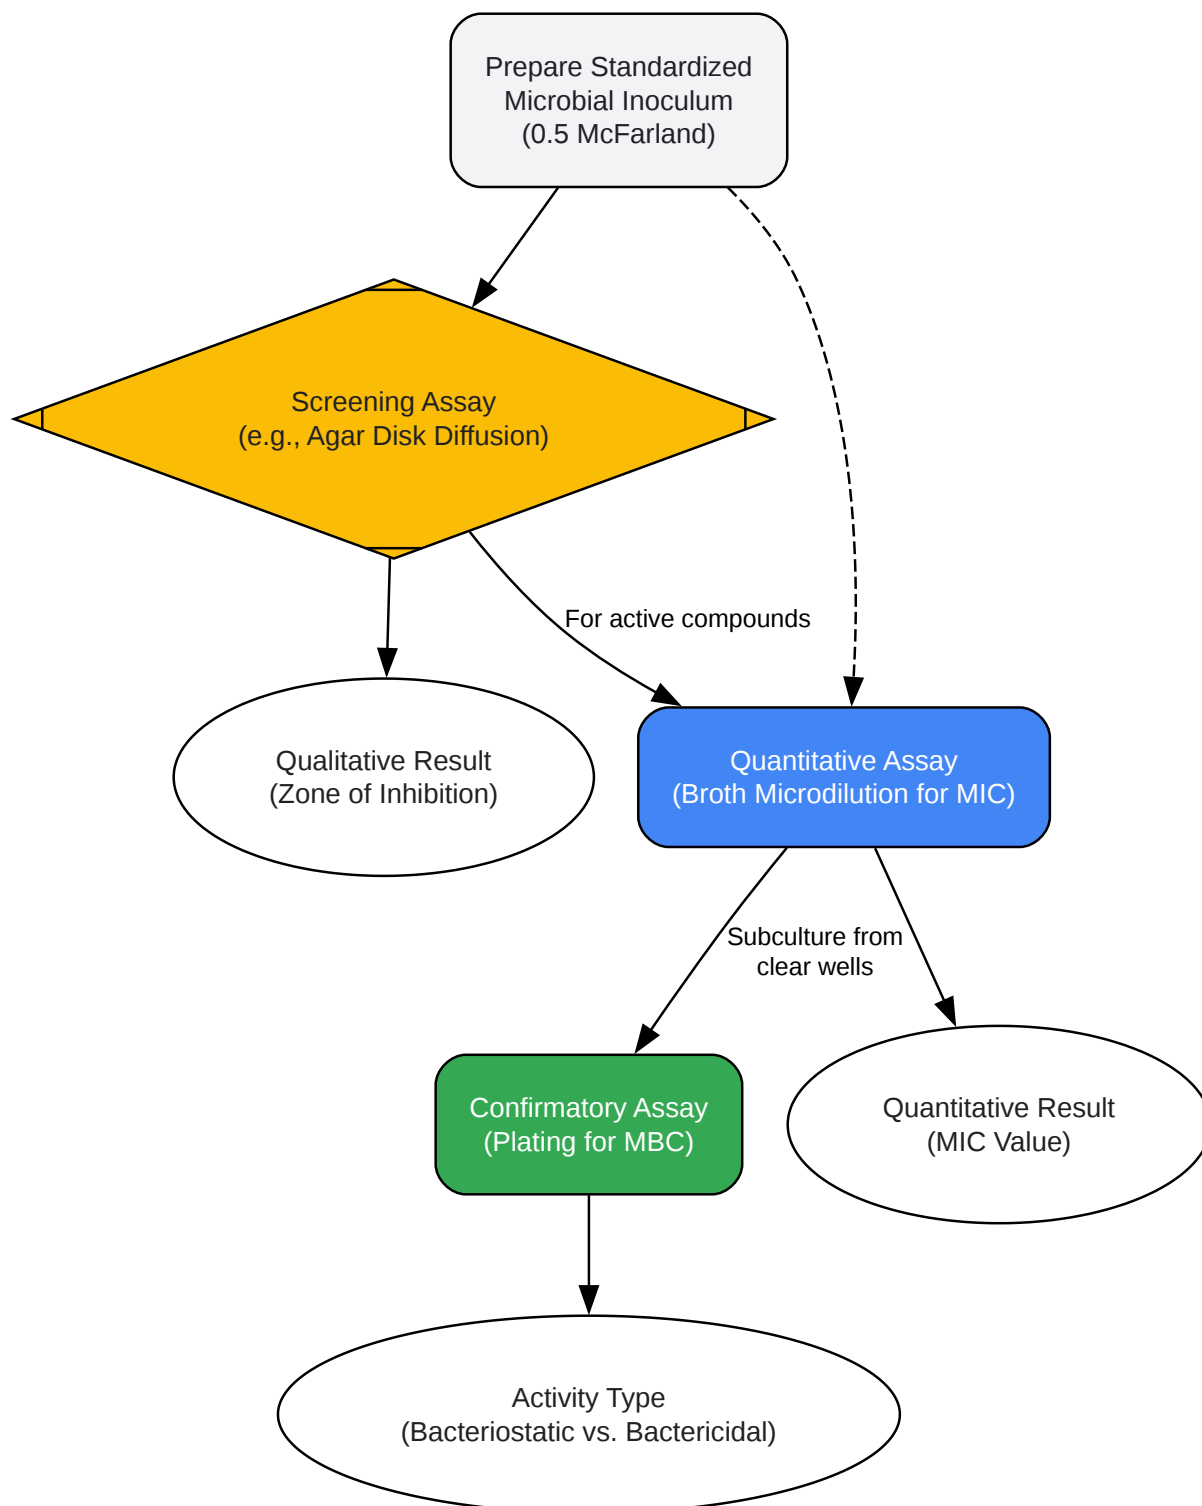 Prepare Standardized
Microbial Inoculum
(0.5 McFarland)
Screening Assay
(e.g., Agar Disk Diffusion)
For active compounds
Qualitative Result
(Zone of Inhibition)
Quantitative Assay
(Broth Microdilution for MIC)
Subculture from
clear wells
Confirmatory Assay
(Plating for MBC)
Quantitative Result
(MIC Value)
Activity Type
(Bacteriostatic vs. Bactericidal)